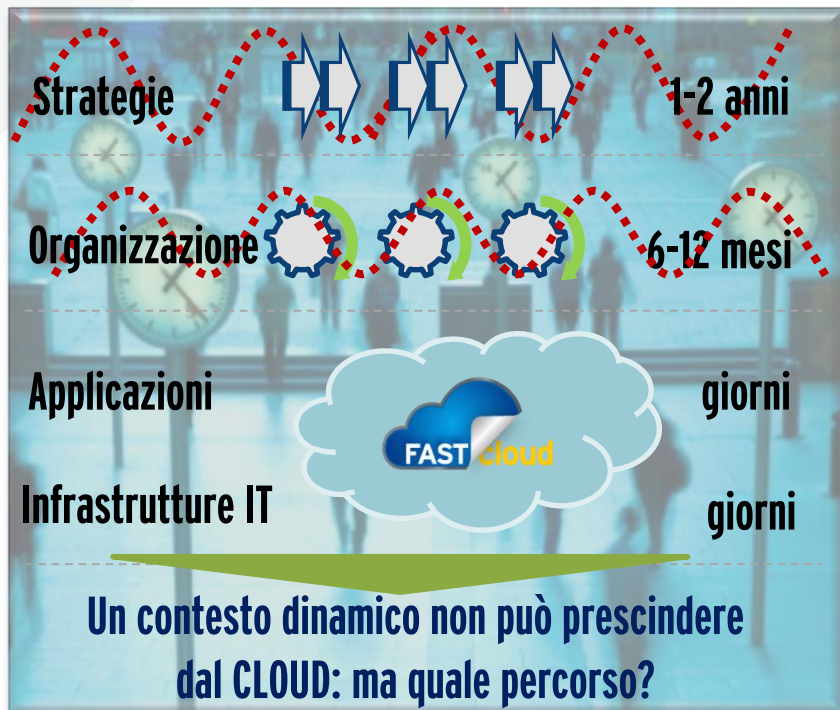 Strategie 1-2 anni
Organizzazione 6-12 mesi
Applicazioni giorni
FAST cloud
Infrastrutture IT giorni
Un contesto dinamico non può prescindere
dal CLOUD: ma quale percorso?